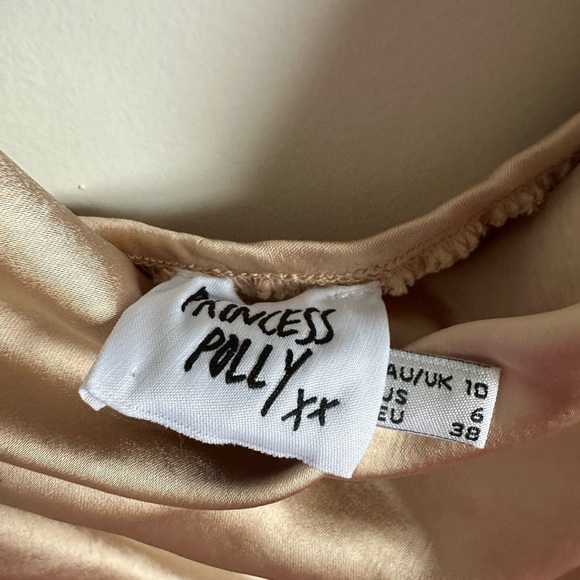 PRINCESS
POLLY
xx
AU/UK 10
US 6
EU 38